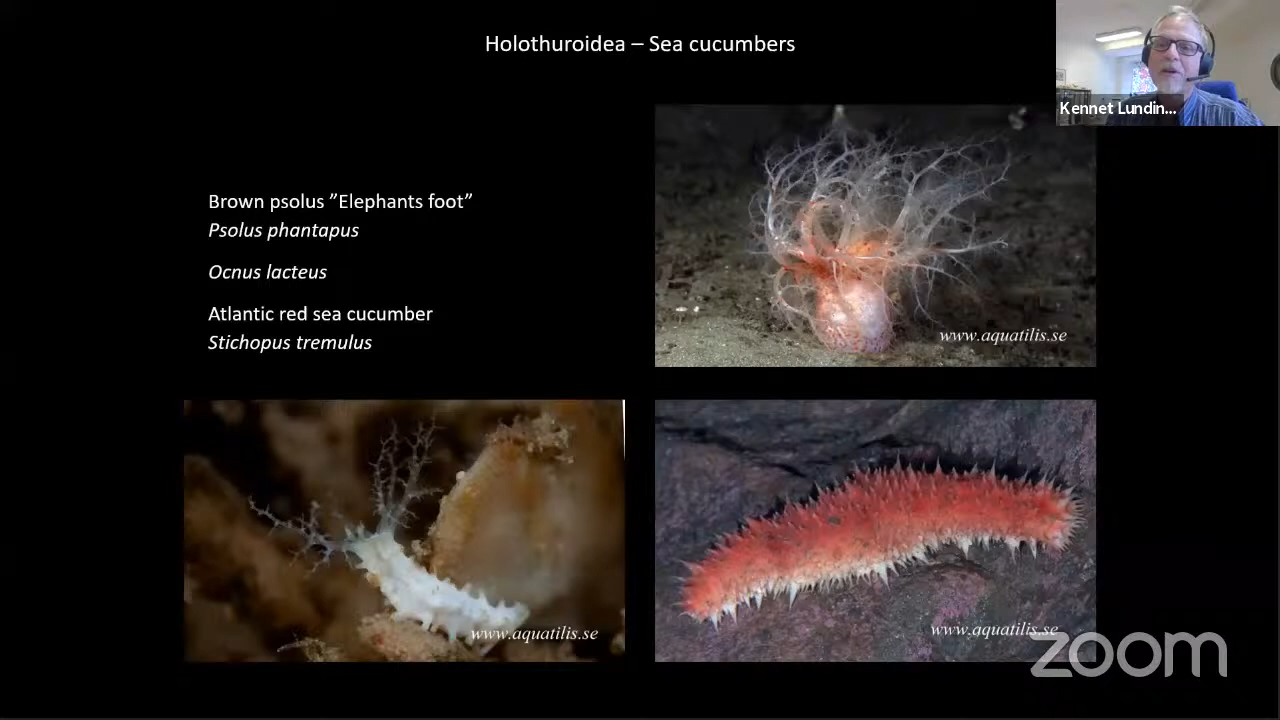 Holothuroidea – Sea cucumbers
Kennet Lundin...
Brown psolus ”Elephants foot”
Psolus phantapus
Ocnus lacteus
Atlantic red sea cucumber
Stichopus tremulus
www.aquatilis.se
www.aquatilis.se
www.aquatilis.se
zoom